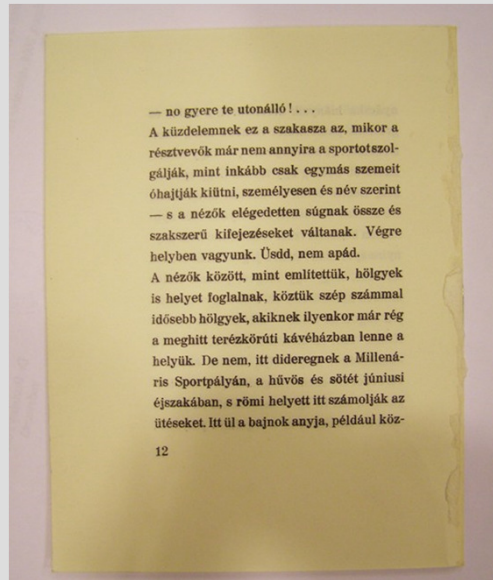 — no gyere te utonálló! . . .
A küzdelemnek ez a szakasza az, mikor a
résztvevők már nem annyira a sportot szol-
gálják, mint inkább csak egymás szemeit
óhajtják kiütni, személyesen és név szerint
— s a nézők elégedetten súgnak össze és
szakszerű kifejezéseket váltanak. Végre
helyben vagyunk. Üsdd, nem apád.
A nézők között, mint említettük, hölgyek
is helyet foglalnak, köztük szép számmal
idősebb hölgyek, akiknek ilyenkor már rég
a meghitt terézkörúti kávéházban lenne a
helyük. De nem, itt dideregnek a Millená-
ris Sportpályán, a hűvös és sötét júniusi
éjszakában, s römi helyett itt számolják az
ütéseket. Itt ül a bajnok anyja, például köz-
12